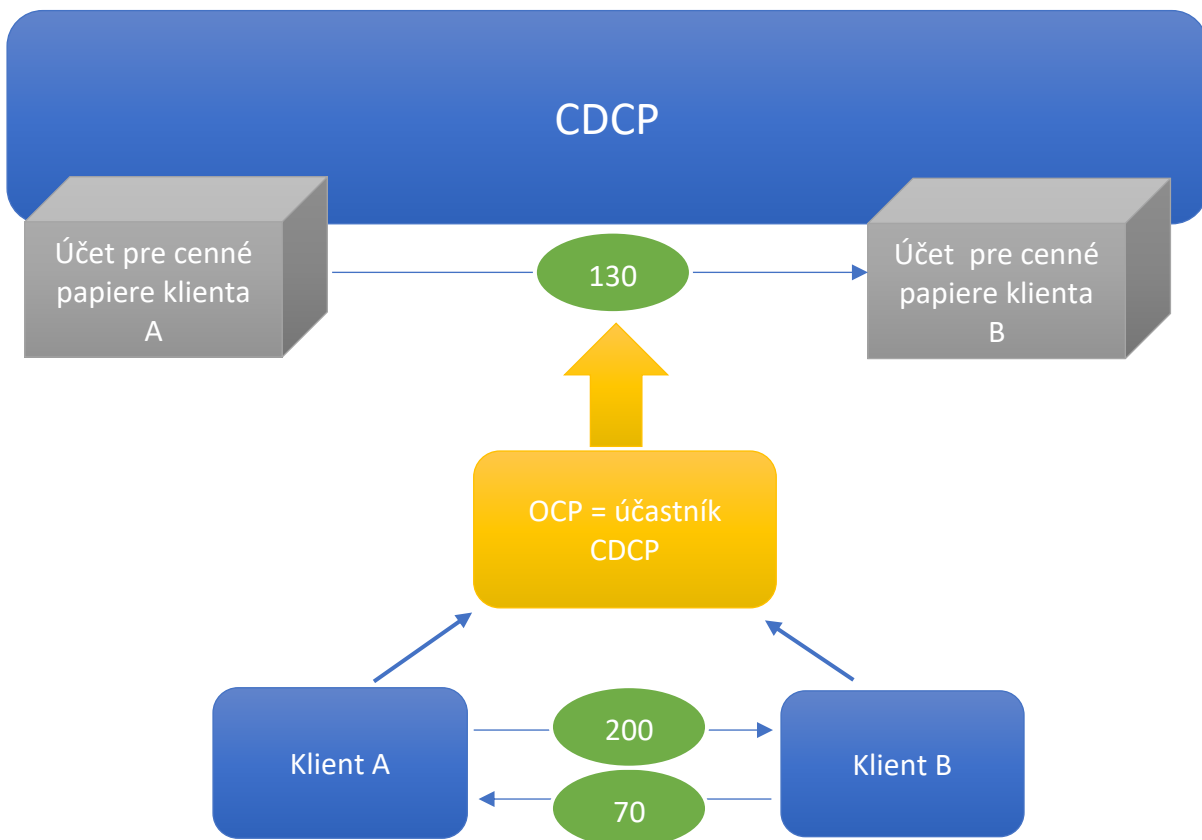 CDCP
Účet pre cenné
papiere klienta
A
130
Účet pre cenné
papiere klienta
B
OCP = účastník
CDCP
Klient A
200
70
Klient B